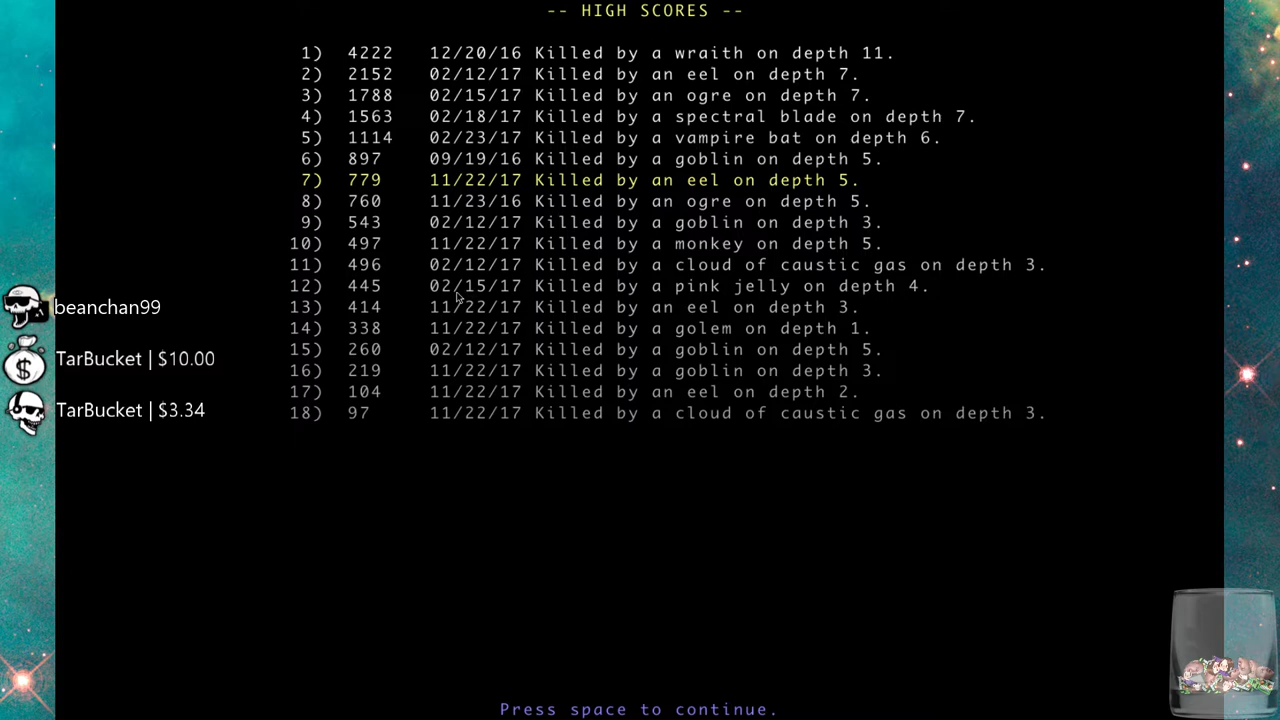 -- HIGH SCORES --
1) 4222 12/20/16 Killed by a wraith on depth 11.
2) 2152 02/12/17 Killed by an eel on depth 7.
3) 1788 02/15/17 Killed by an ogre on depth 7.
4) 1563 02/18/17 Killed by a spectral blade on depth 7.
5) 1114 02/23/17 Killed by a vampire bat on depth 6.
6) 897 09/19/16 Killed by a goblin on depth 5.
7) 779 11/22/17 Killed by an eel on depth 5.
8) 760 11/23/16 Killed by an ogre on depth 5.
9) 543 02/12/17 Killed by a goblin on depth 3.
10) 497 11/22/17 Killed by a monkey on depth 5.
11) 496 02/12/17 Killed by a cloud of caustic gas on depth 3.
12) 445 02/15/17 Killed by a pink jelly on depth 4.
13) 414 11/22/17 Killed by an eel on depth 3.
14) 338 11/22/17 Killed by a golem on depth 1.
15) 260 02/12/17 Killed by a goblin on depth 5.
16) 219 11/22/17 Killed by a goblin on depth 3.
17) 104 11/22/17 Killed by an eel on depth 2.
18) 97 11/22/17 Killed by a cloud of caustic gas on depth 3.
beanchan99
TarBucket | $10.00
TarBucket | $3.34
Press space to continue.